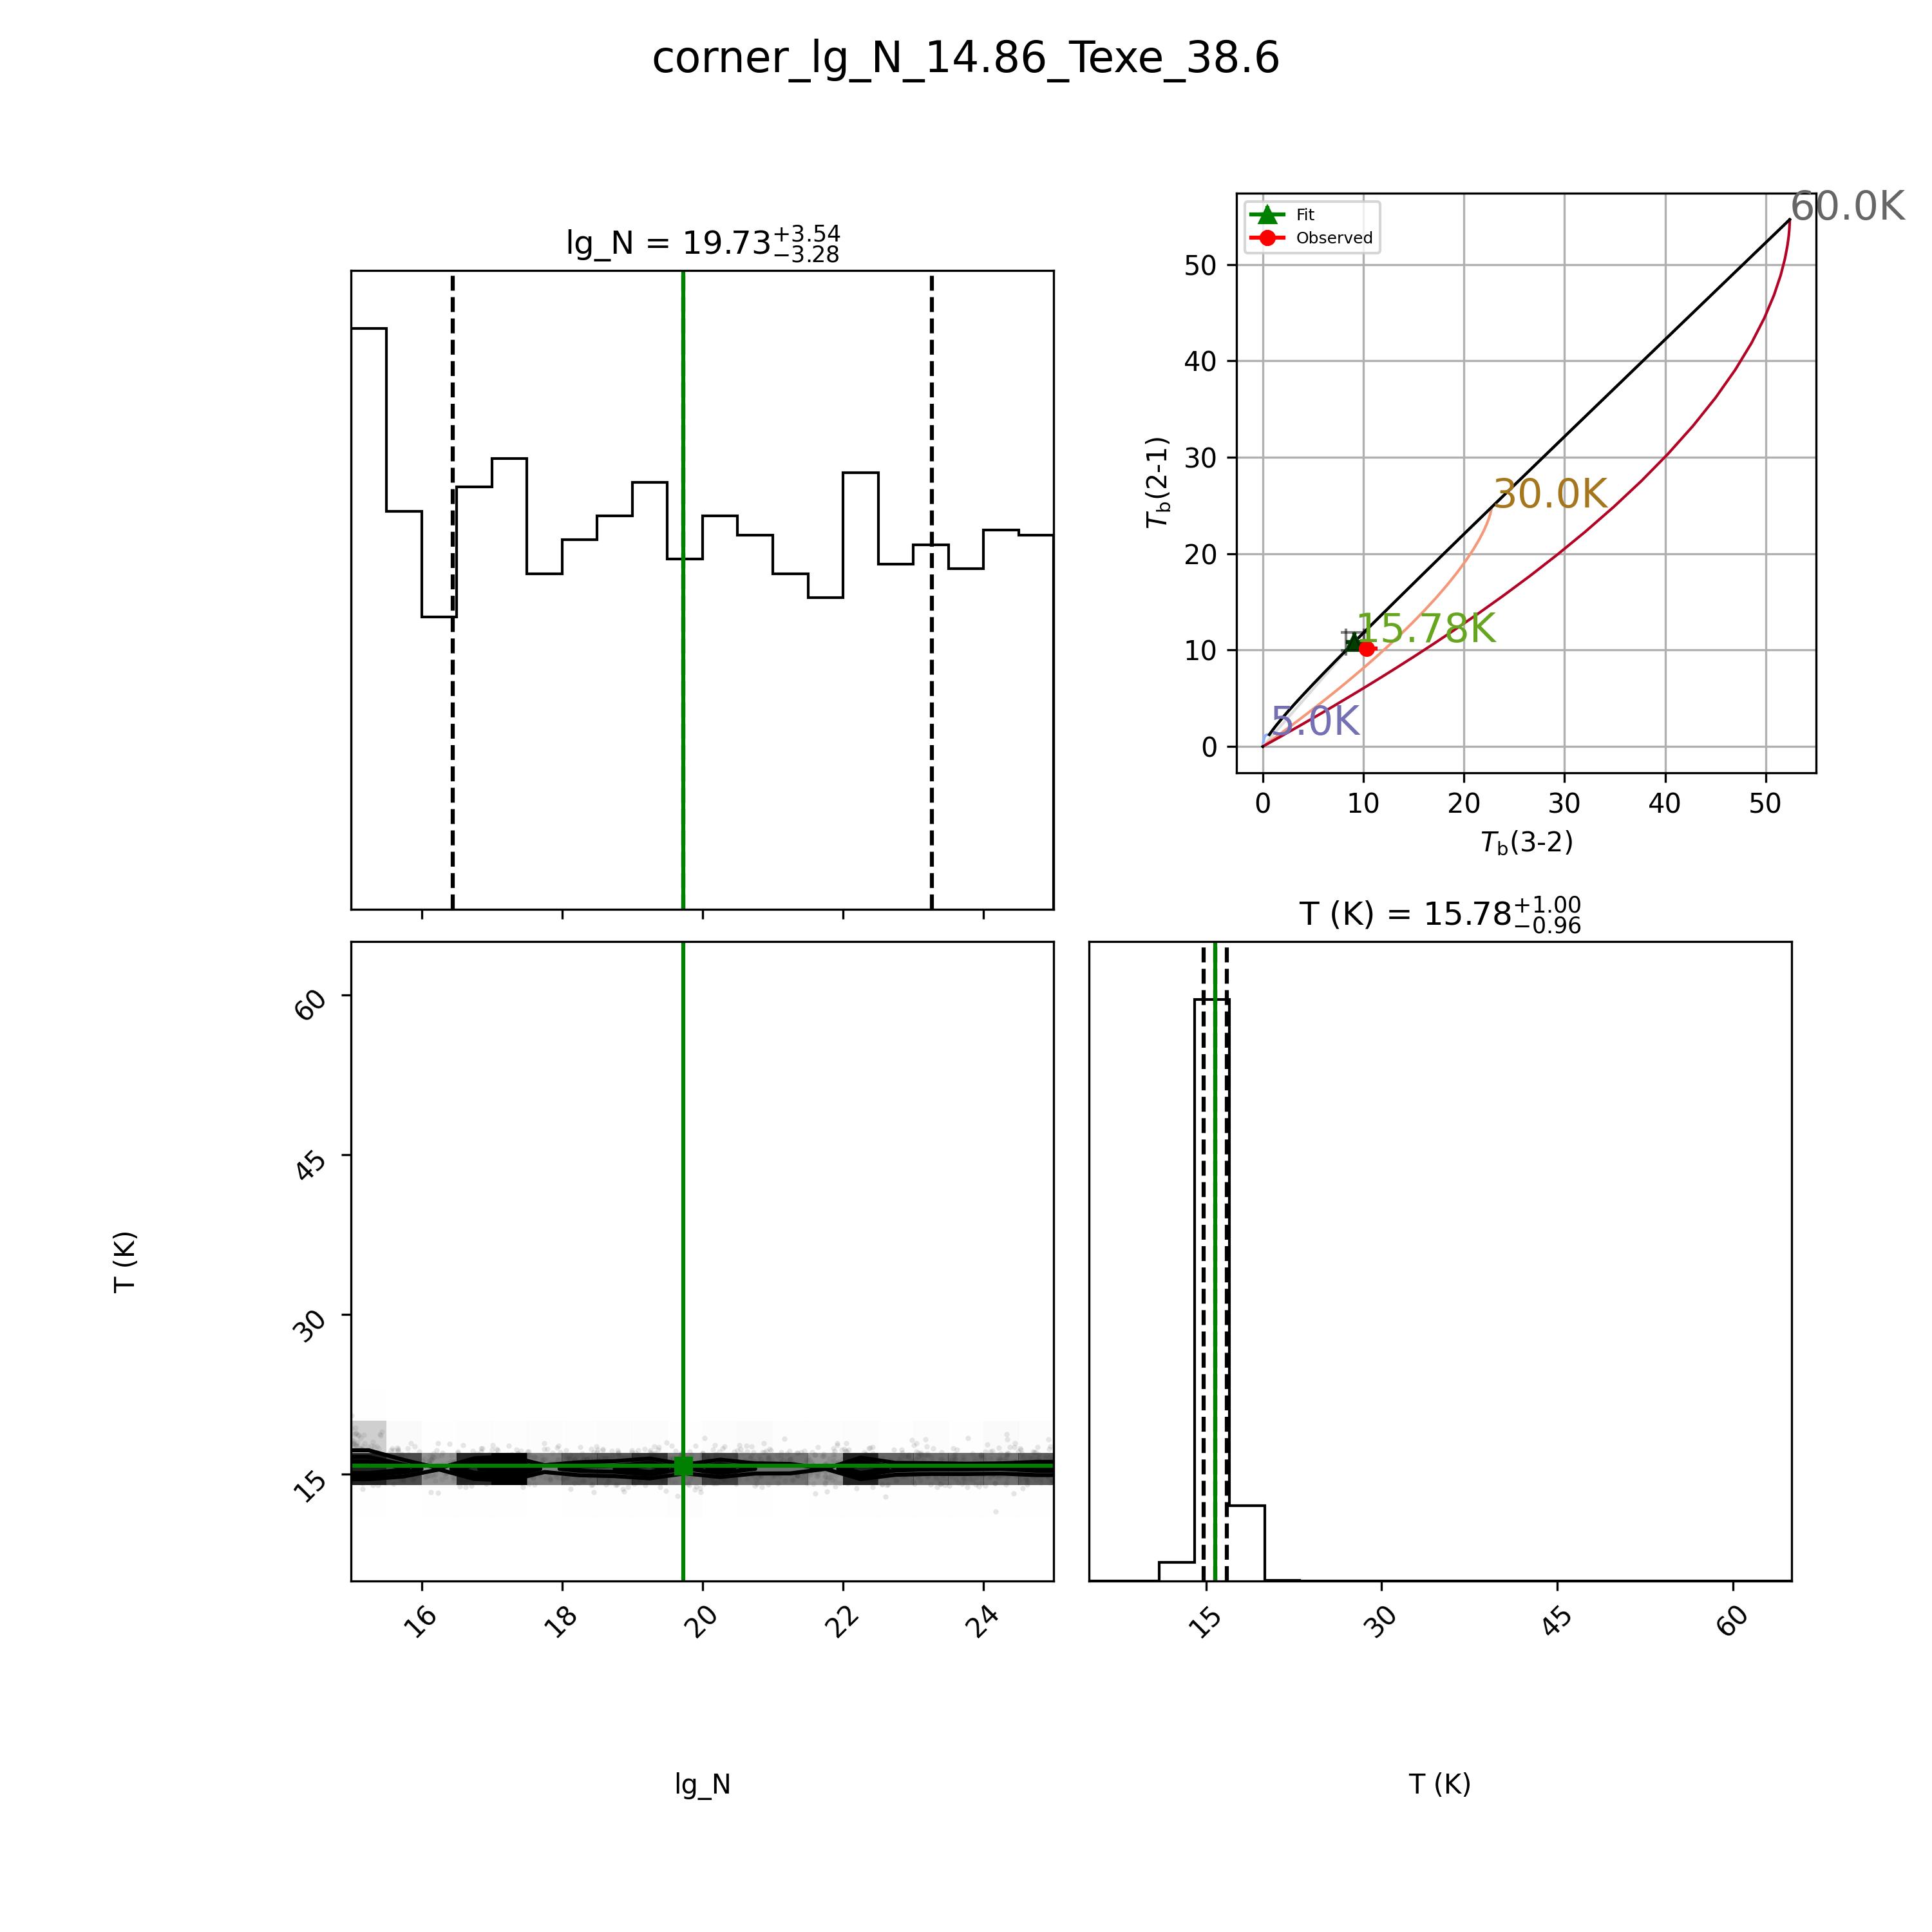 corner_lg_N_14.86_Texe_38.6
lg_N = 19.73+3.54−3.28
60.0K
Fit
Observed
50
40
30
20
10
0
Tb(2-1)
30.0K
15.78K
5.0K
0 10 20 30 40 50
Tb(3-2)
T (K) = 15.78+1.00−0.96
60
45
30
15
T (K)
16 18 20 22 24
lg_N
15 30 45 60
T (K)